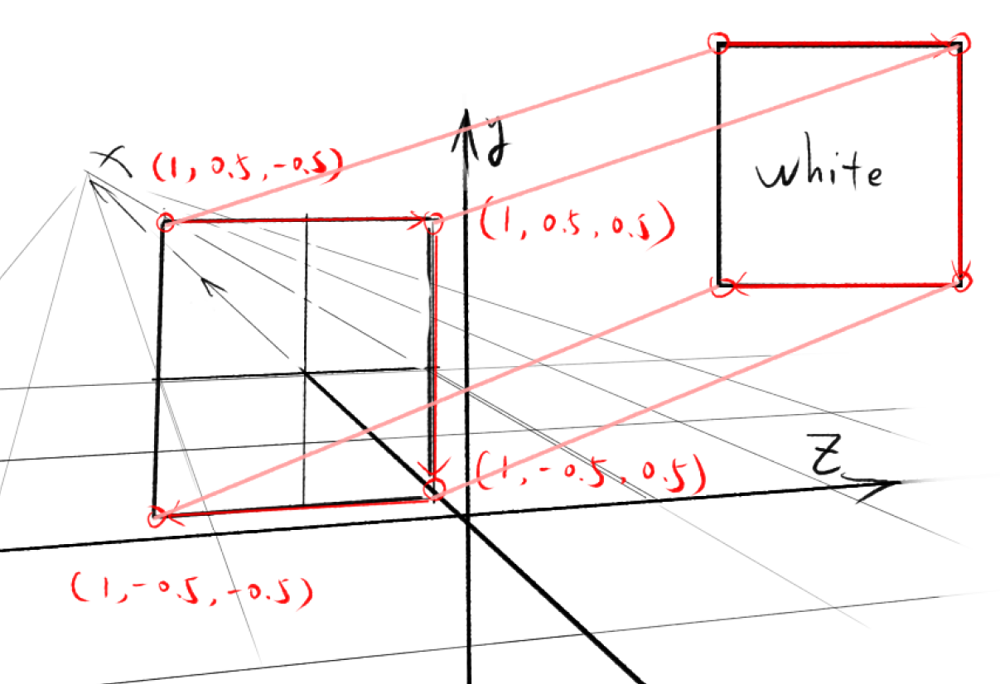 y
x (1, 0.5, -0.5)
white
(1, 0.5, 0.5)
z
(1, -0.5, 0.5)
(1, -0.5, -0.5)